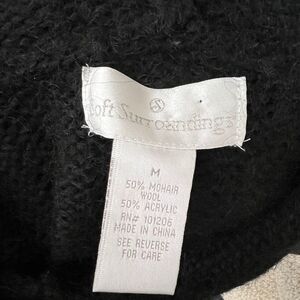 Soft Surroundings
M
50% MOHAIR
WOOL
50% ACRYLIC
RN# 101206
MADE IN CHINA
SEE REVERSE
FOR CARE